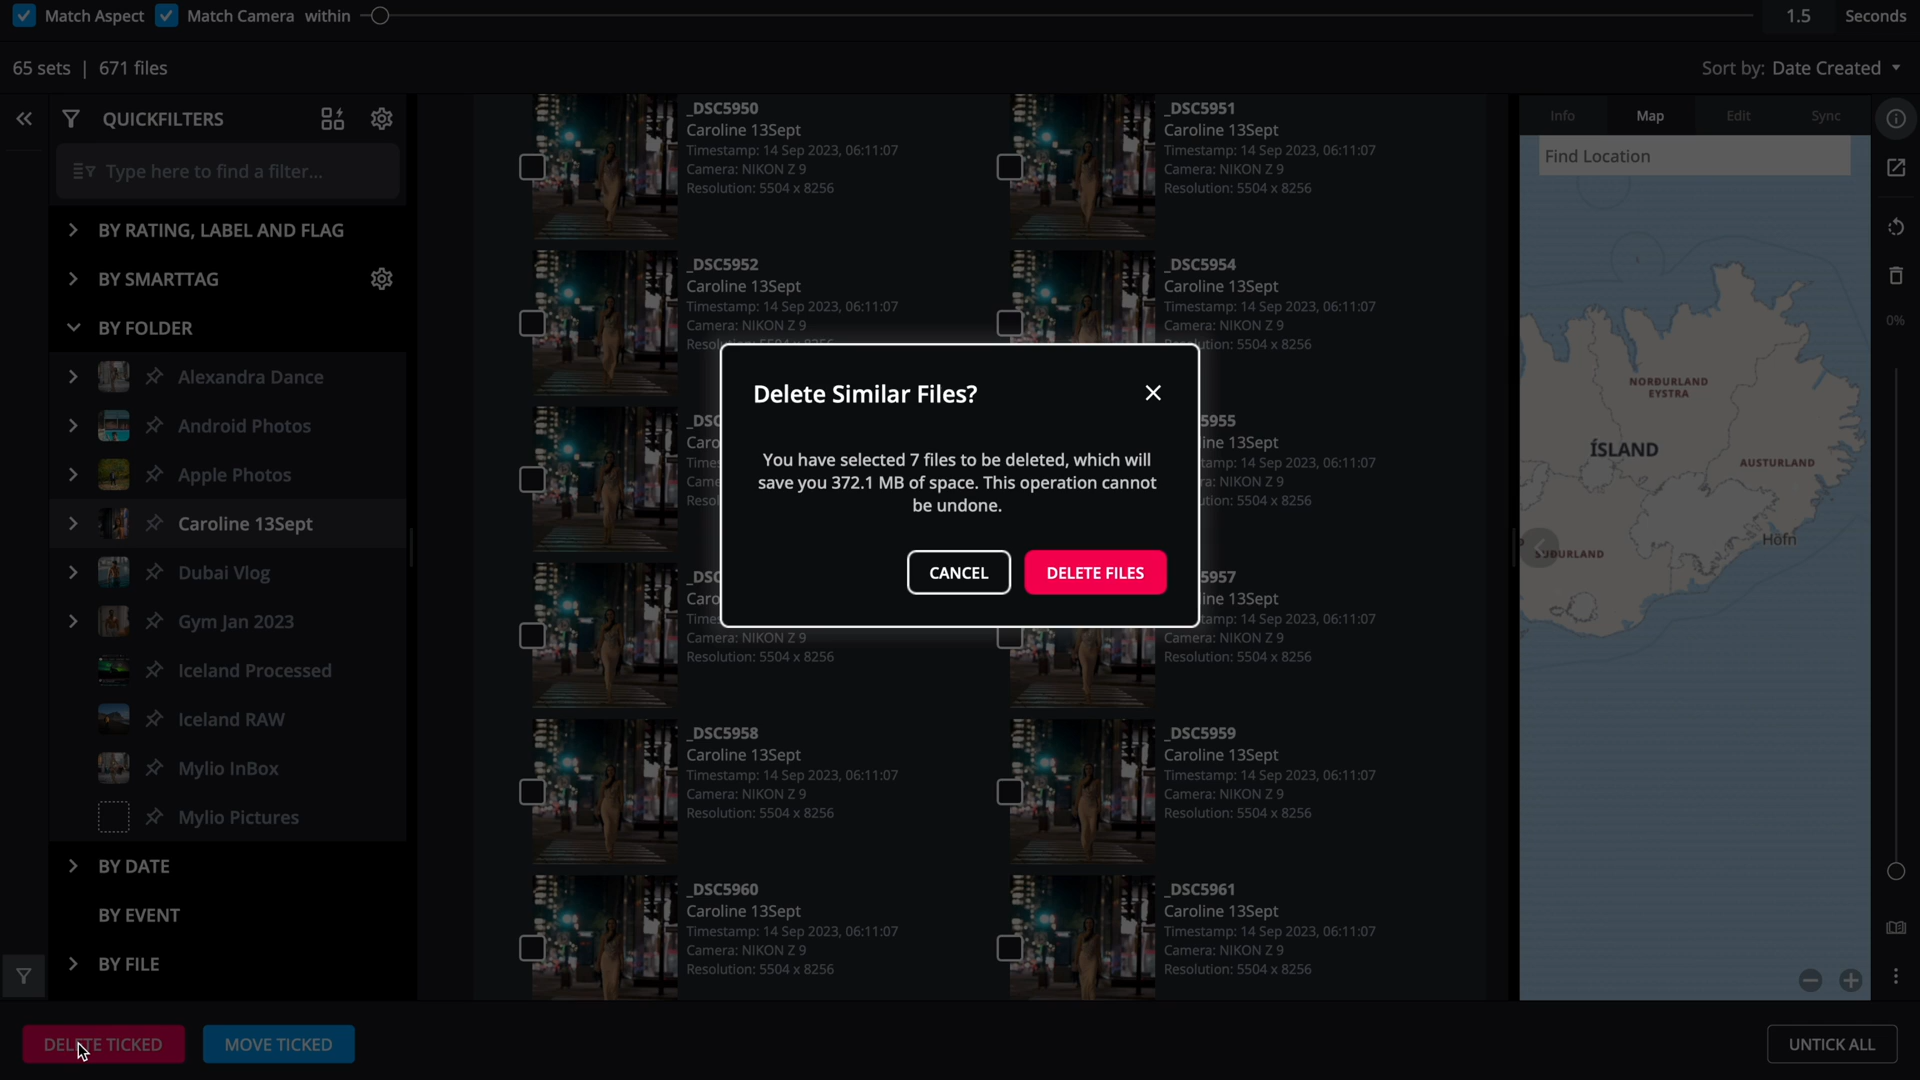 Match Aspect Match Camera within 1.5 Seconds
65 sets | 671 files
Sort by: Date Created
QUICKFILTERS
Type here to find a filter...
BY RATING, LABEL AND FLAG
BY SMARTTAG
BY FOLDER
Alexandra Dance
Android Photos
Apple Photos
Caroline 13Sept
Dubai Vlog
Gym Jan 2023
Iceland Processed
Iceland RAW
Mylio InBox
Mylio Pictures
BY DATE
BY EVENT
BY FILE
_DSC5950
Caroline 13Sept
Timestamp: 14 Sep 2023, 06:11:07
Camera: NIKON Z 9
Resolution: 5504 x 8256
_DSC5951
Caroline 13Sept
Timestamp: 14 Sep 2023, 06:11:07
Camera: NIKON Z 9
Resolution: 5504 x 8256
_DSC5952
Caroline 13Sept
Timestamp: 14 Sep 2023, 06:11:07
Camera: NIKON Z 9
_DSC5954
Caroline 13Sept
Timestamp: 14 Sep 2023, 06:11:07
Camera: NIKON Z 9
Resolution: 5504 x 8256
Delete Similar Files?
You have selected 7 files to be deleted, which will
save you 372.1 MB of space. This operation cannot
be undone.
CANCEL
DELETE FILES
Camera: NIKON Z 9
Resolution: 5504 x 8256
5955
5957
Resolution: 5504 x 8256
_DSC5958
Caroline 13Sept
Timestamp: 14 Sep 2023, 06:11:07
Camera: NIKON Z 9
Resolution: 5504 x 8256
_DSC5959
Caroline 13Sept
Timestamp: 14 Sep 2023, 06:11:07
Camera: NIKON Z 9
Resolution: 5504 x 8256
_DSC5960
Caroline 13Sept
Timestamp: 14 Sep 2023, 06:11:07
Camera: NIKON Z 9
Resolution: 5504 x 8256
_DSC5961
Caroline 13Sept
Timestamp: 14 Sep 2023, 06:11:07
Camera: NIKON Z 9
Resolution: 5504 x 8256
Info Map Edit Sync
Find Location
NORÐURLAND
EYSTRA
ÍSLAND
AUSTURLAND
Höfn
SUÐURLAND
0%
DELETE TICKED
MOVE TICKED
UNTICK ALL